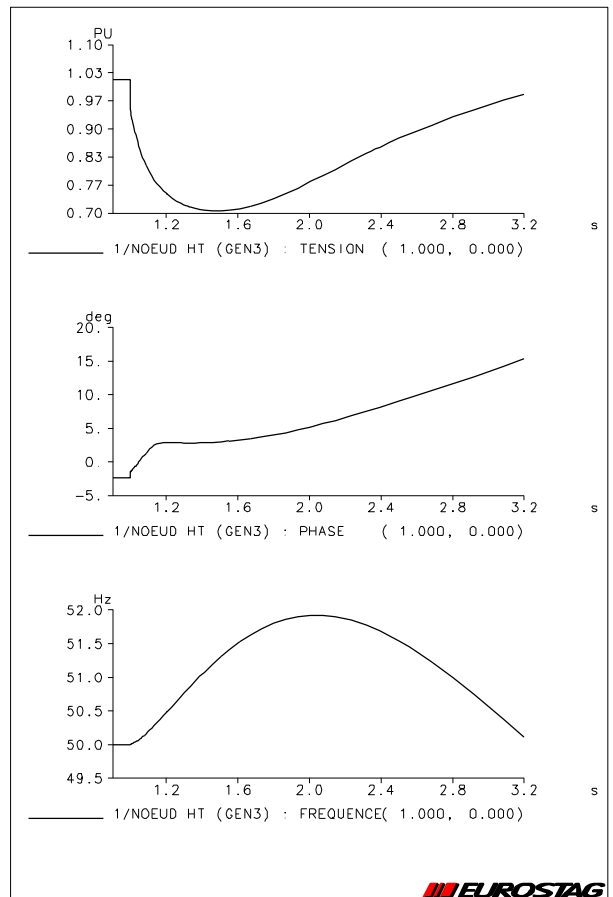 PU
1.10
1.03
0.97
0.90
0.83
0.77
0.70
1.2 1.6 2.0 2.4 2.8 3.2 s
1/NOEUD HT (GEN3) : TENSION ( 1.000, 0.000)
deg
20.
15.
10.
5.
0.
-5.
1.2 1.6 2.0 2.4 2.8 3.2 s
1/NOEUD HT (GEN3) : PHASE ( 1.000, 0.000)
Hz
52.0
51.5
51.0
50.5
50.0
49.5
1.2 1.6 2.0 2.4 2.8 3.2 s
1/NOEUD HT (GEN3) : FREQUENCE( 1.000, 0.000)
EUROSTAG